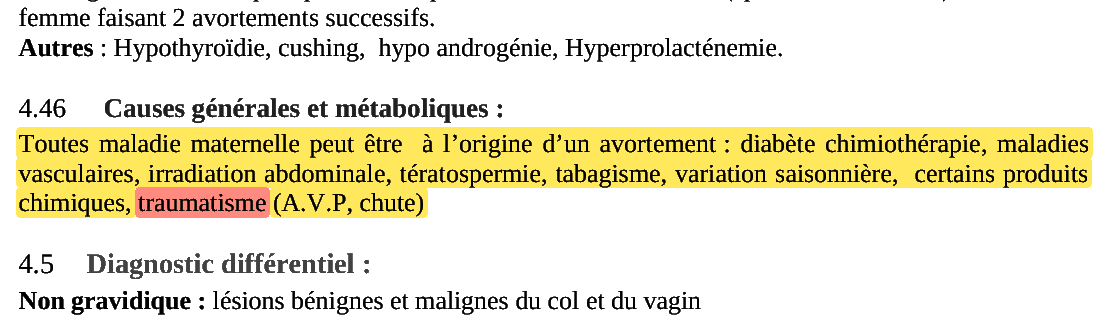 femme faisant 2 avortements successifs.
Autres : Hypothyroïdie, cushing, hypo androgénie, Hyperprolacténemie.
4.46 Causes générales et métaboliques :
Toutes maladie maternelle peut être à l’origine d’un avortement : diabète chimiothérapie, maladies
vasculaires, irradiation abdominale, tératospermie, tabagisme, variation saisonnière, certains produits
chimiques, traumatisme (A.V.P, chute)
4.5 Diagnostic différentiel :
Non gravidique : lésions bénignes et malignes du col et du vagin